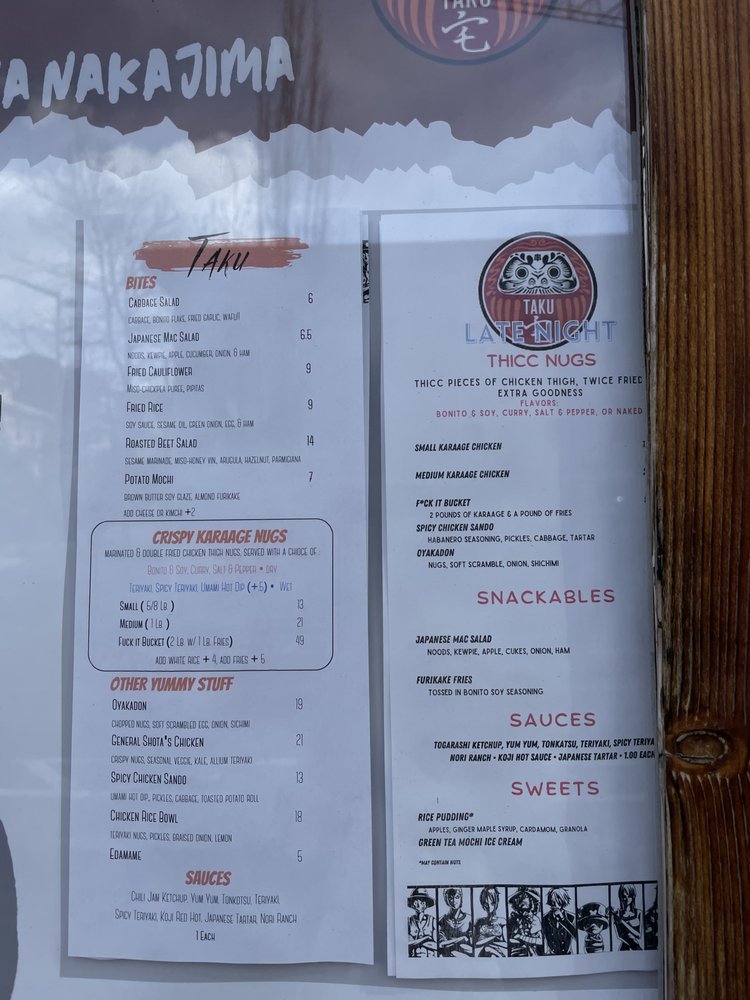 TAKU
宅
A NAKAJIMA
TAKU
BITES
CABBAGE SALAD 6
CABBAGE, BONITO FLAKS, FRIED GARLIC, WAFU!!
JAPANESE MAC SALAD 6.5
NOODS, KEWPIE, APPLE, CUCUMBER, ONION, & HAM
FRIED CAULIFLOWER 9
MISO-CHICKPEA PUREE, PIPITAS
FRIED RICE 9
SOY SAUCE, SESAME OIL, GREEN ONION, EGG, & HAM
ROASTED BEET SALAD 14
SESAME MARINADE, MISO-HONEY VIN, ARUGULA, HAZELNUT, PARMIGIANA
POTATO MOCHI 7
BROWN BUTTER SOY GLAZE, ALMOND FURIKAKE
ADD CHEESE OR KIMCHI +2
CRISPY KARAAGE NUGS
MARINATED & DOUBLE FRIED CHICKEN THIGH NUGS, SERVED WITH A CHIOCE OF :
BONITO & SOY, CURRY, SALT & PEPPER • DRY
TERIYAKI, SPICY TERIYAKI, UMAMI HOT DIP (+.5) • WET
SMALL ( 5/8 LB. ) 13
MEDIUM ( 1 LB. ) 21
FUCK IT BUCKET (2 LB. W/ 1 LB. FRIES) 49
ADD WHITE RICE + 4, ADD FRIES + 5
OTHER YUMMY STUFF
OYAKADON 19
CHOPPED NUGS, SOFT SCRAMBLED EGG, ONION, SICHIMI
GENERAL SHOTA'S CHICKEN 21
CRISPY NUGS, SEASONAL VEGGIE, KALE, ALLIUM TERIYAKI
SPICY CHICKEN SANDO 13
UMAMI HOT DIP, PICKLES, CABBAGE, TOASTED POTATO ROLL
CHICKEN RICE BOWL 18
TERIYAKI NUGS, PICKLES, BRAISED ONION, LEMON
EDAMAME 5
SAUCES
CHILI JAM KETCHUP, YUM YUM, TONKOTSU, TERIYAKI,
SPICY TERIYAKI, KOJI RED HOT, JAPANESE TARTAR, NORI RANCH
1 EACH
TAKU
LATE NIGHT
THICC NUGS
THICC PIECES OF CHICKEN THIGH, TWICE FRIED
EXTRA GOODNESS
FLAVORS:
BONITO & SOY, CURRY, SALT & PEPPER, OR NAKED
SMALL KARAAGE CHICKEN
MEDIUM KARAAGE CHICKEN
F*CK IT BUCKET
2 POUNDS OF KARAAGE & A POUND OF FRIES
SPICY CHICKEN SANDO
HABANERO SEASONING, PICKLES, CABBAGE, TARTAR
OYAKADON
NUGS, SOFT SCRAMBLE, ONION, SHICHIMI
SNACKABLES
JAPANESE MAC SALAD
NOODS, KEWPIE, APPLE, CUKES, ONION, HAM
FURIKAKE FRIES
TOSSED IN BONITO SOY SEASONING
SAUCES
TOGARASHI KETCHUP, YUM YUM, TONKATSU, TERIYAKI, SPICY TERIYA
NORI RANCH • KOJI HOT SAUCE • JAPANESE TARTAR • 1.00 EACH
SWEETS
RICE PUDDING*
APPLES, GINGER MAPLE SYRUP, CARDAMOM, GRANOLA
GREEN TEA MOCHI ICE CREAM
*MAY CONTAIN NUTS